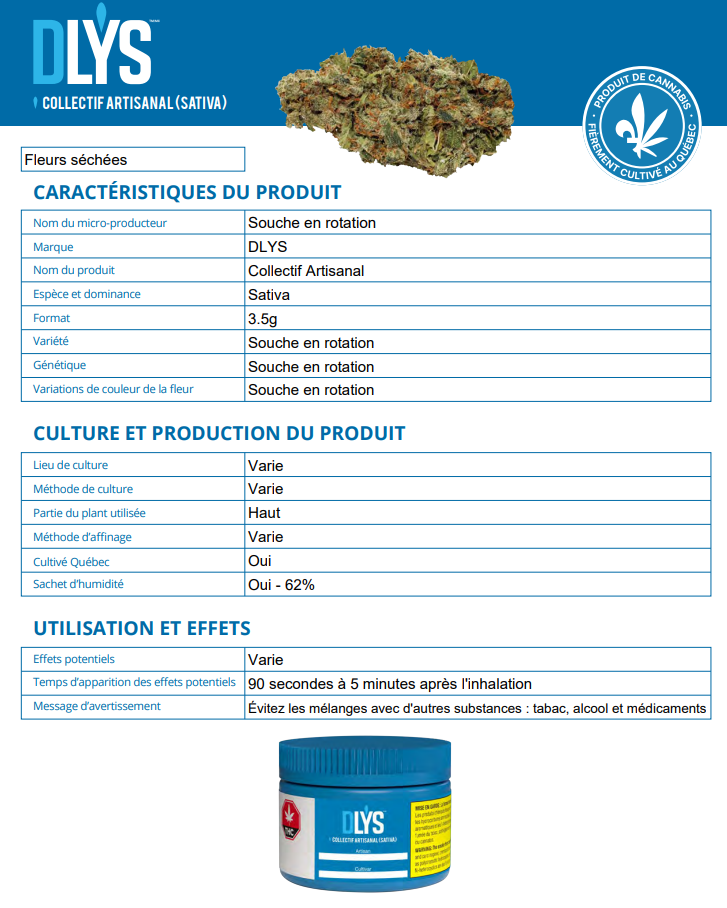 DLYS
COLLECTIF ARTISANAL (SATIVA)
PRODUIT DE CANNABIS
FIÈREMENT CULTIVÉ AU QUÉBEC
Fleurs séchées
CARACTÉRISTIQUES DU PRODUIT
Nom du micro-producteur Souche en rotation
Marque DLYS
Nom du produit Collectif Artisanal
Espèce et dominance Sativa
Format 3.5g
Variété Souche en rotation
Génétique Souche en rotation
Variations de couleur de la fleur Souche en rotation
CULTURE ET PRODUCTION DU PRODUIT
Lieu de culture Varie
Méthode de culture Varie
Partie du plant utilisée Haut
Méthode d'affinage Varie
Cultivé Québec Oui
Sachet d'humidité Oui - 62%
UTILISATION ET EFFETS
Effets potentiels Varie
Temps d'apparition des effets potentiels 90 secondes à 5 minutes après l'inhalation
Message d'avertissement Évitez les mélanges avec d'autres substances : tabac, alcool et médicaments
THC
DLYS
COLLECTIF ARTISANAL (SATIVA)
Artisan
Cultivar
MISE EN GARDE
WARNING